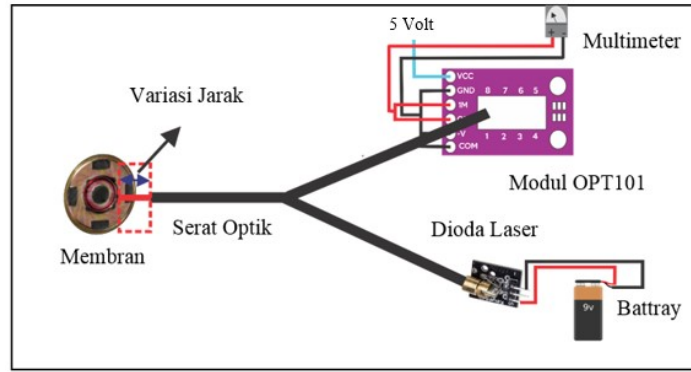 5 Volt
Multimeter
Variasi Jarak
VCC
GND
8 7 6 5
1M
-V
1 2 3 4
COM
Modul OPT101
Serat Optik
Dioda Laser
Membran
9v
Battray